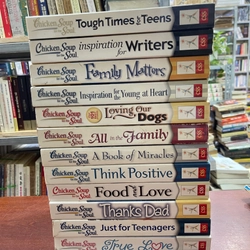 Chicken Soup for the Soul Tough Times for Teens
Chicken Soup for the Soul inspiration for Writers
Chicken Soup for the Soul Family Matters
Chicken Soup for the Soul Inspiration for the Young at Heart
Chicken Soup for the Soul Loving Our Dogs
Chicken Soup for the Soul All in the Family
Chicken Soup for the Soul A Book of Miracles
Chicken Soup for the Soul Think Positive
Chicken Soup for the Soul Food and Love
Chicken Soup for the Soul Thanks Dad
Chicken Soup for the Soul Just for Teenagers
Chicken Soup for the Soul True Love